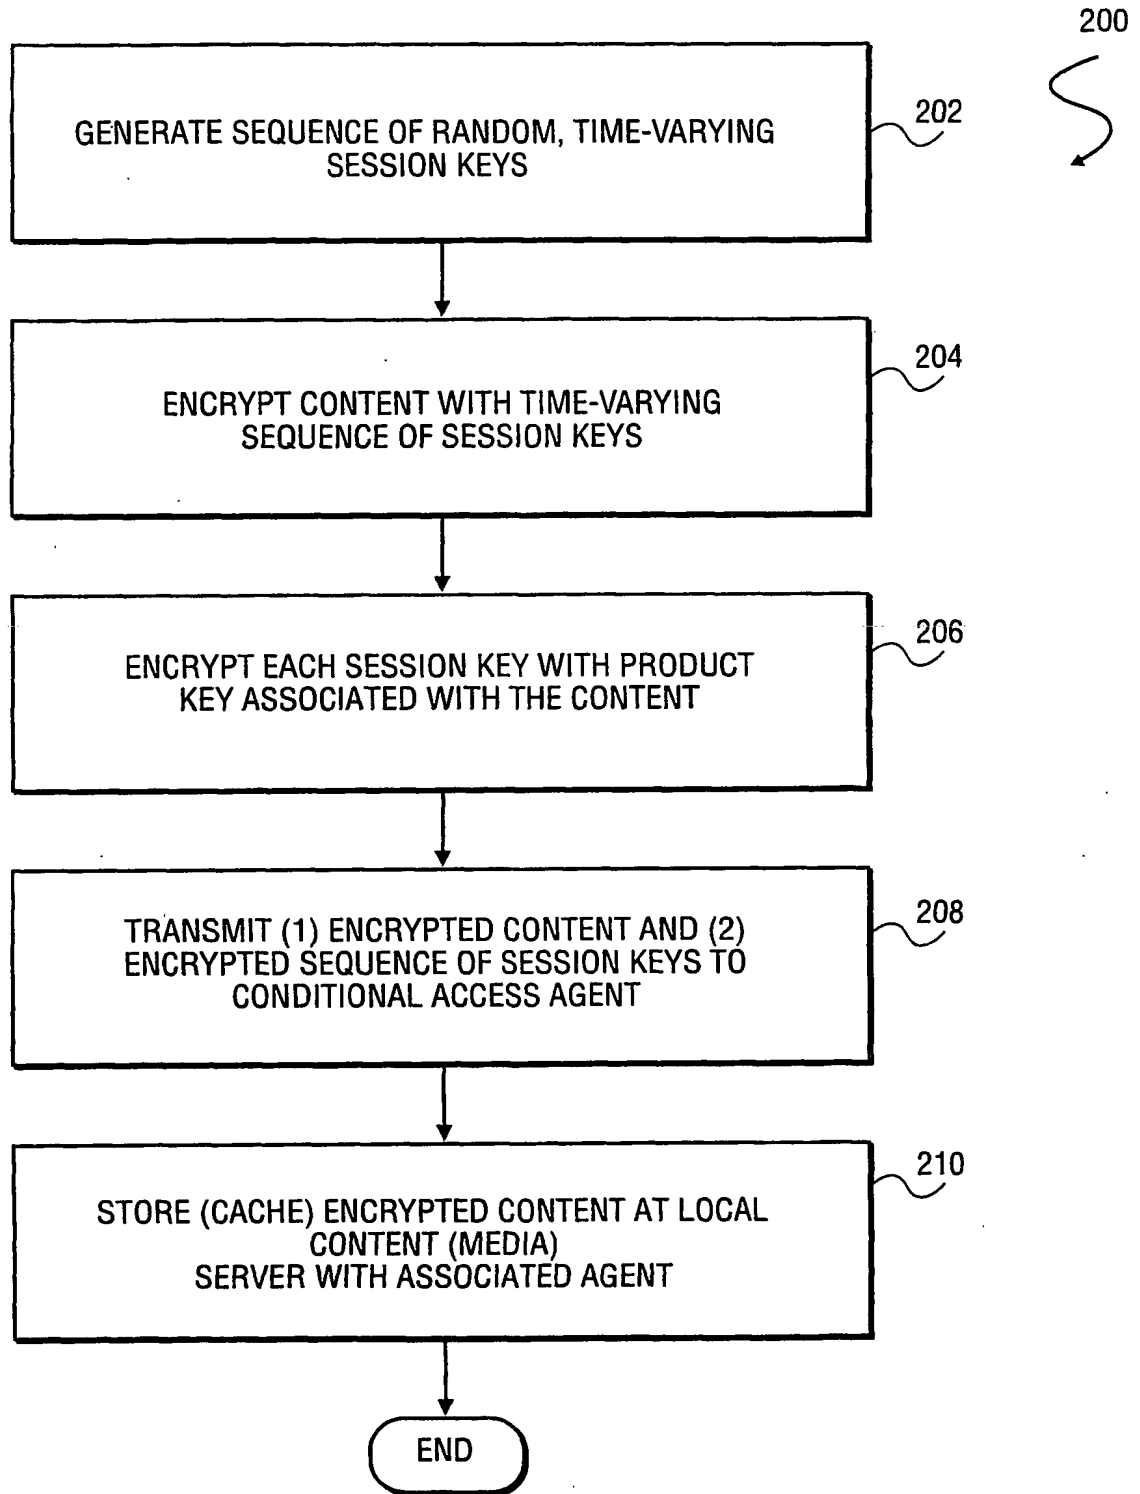 200
GENERATE SEQUENCE OF RANDOM, TIME-VARYING
SESSION KEYS
202
ENCRYPT CONTENT WITH TIME-VARYING
SEQUENCE OF SESSION KEYS
204
ENCRYPT EACH SESSION KEY WITH PRODUCT
KEY ASSOCIATED WITH THE CONTENT
206
TRANSMIT (1) ENCRYPTED CONTENT AND (2)
ENCRYPTED SEQUENCE OF SESSION KEYS TO
CONDITIONAL ACCESS AGENT
208
STORE (CACHE) ENCRYPTED CONTENT AT LOCAL
CONTENT (MEDIA)
SERVER WITH ASSOCIATED AGENT
210
END